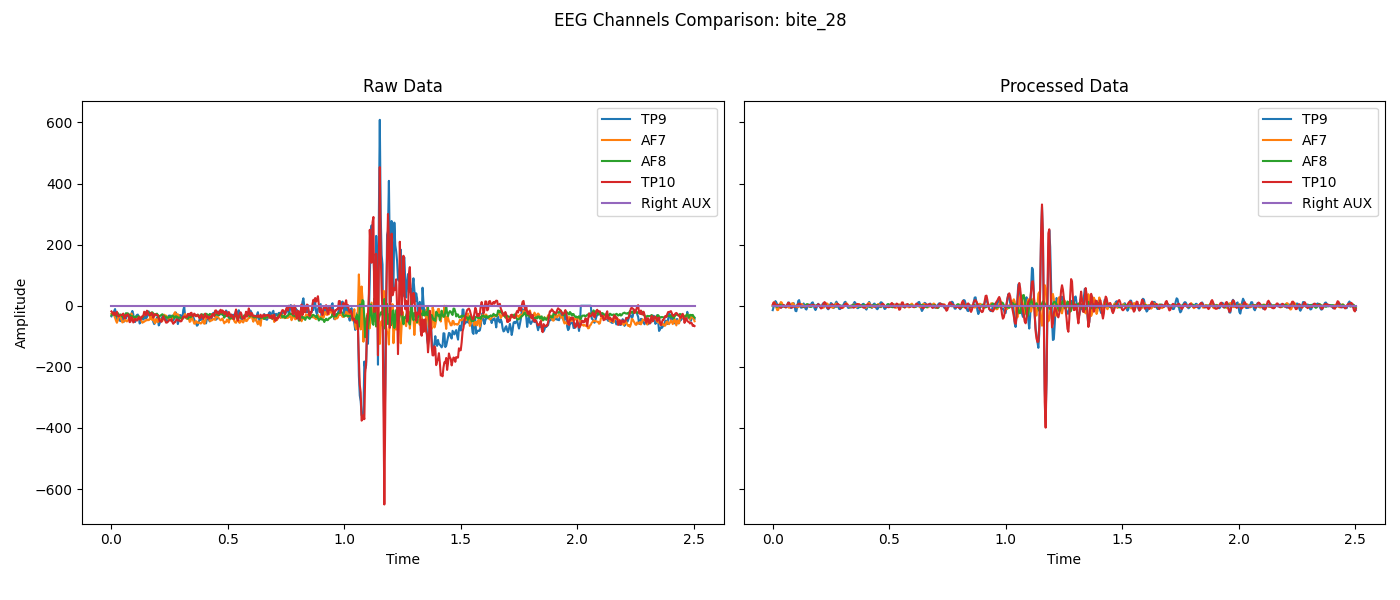 EEG Channels Comparison: bite_28
Raw Data
Processed Data
600
400
200
0
−200
−400
−600
Amplitude
TP9
AF7
AF8
TP10
Right AUX
TP9
AF7
AF8
TP10
Right AUX
0.0 0.5 1.0 1.5 2.0 2.5
0.0 0.5 1.0 1.5 2.0 2.5
Time
Time